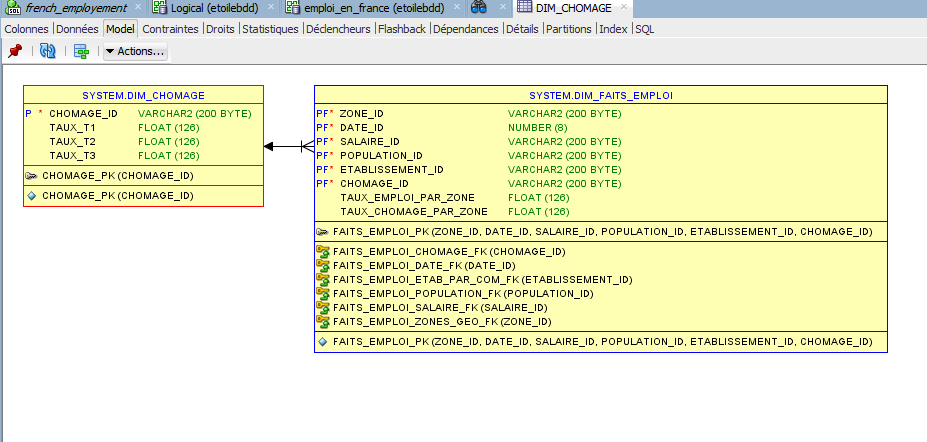 french_employement
Logical (etoilebdd)
emploi_en_france (etoilebdd)
DIM_CHOMAGE
Colonnes Données Model Contraintes Droits Statistiques Déclencheurs Flashback Dépendances Détails Partitions Index SQL
Actions...
SYSTEM.DIM_CHOMAGE
P * CHOMAGE_ID VARCHAR2 (200 BYTE)
TAUX_T1 FLOAT (126)
TAUX_T2 FLOAT (126)
TAUX_T3 FLOAT (126)
CHOMAGE_PK (CHOMAGE_ID)
CHOMAGE_PK (CHOMAGE_ID)
SYSTEM.DIM_FAITS_EMPLOI
PF* ZONE_ID VARCHAR2 (200 BYTE)
PF* DATE_ID NUMBER (8)
PF* SALAIRE_ID VARCHAR2 (200 BYTE)
PF* POPULATION_ID VARCHAR2 (200 BYTE)
PF* ETABLISSEMENT_ID VARCHAR2 (200 BYTE)
PF* CHOMAGE_ID VARCHAR2 (200 BYTE)
TAUX_EMPLOI_PAR_ZONE FLOAT (126)
TAUX_CHOMAGE_PAR_ZONE FLOAT (126)
FAITS_EMPLOI_PK (ZONE_ID, DATE_ID, SALAIRE_ID, POPULATION_ID, ETABLISSEMENT_ID, CHOMAGE_ID)
FAITS_EMPLOI_CHOMAGE_FK (CHOMAGE_ID)
FAITS_EMPLOI_DATE_FK (DATE_ID)
FAITS_EMPLOI_ETAB_PAR_COM_FK (ETABLISSEMENT_ID)
FAITS_EMPLOI_POPULATION_FK (POPULATION_ID)
FAITS_EMPLOI_SALAIRE_FK (SALAIRE_ID)
FAITS_EMPLOI_ZONES_GEO_FK (ZONE_ID)
FAITS_EMPLOI_PK (ZONE_ID, DATE_ID, SALAIRE_ID, POPULATION_ID, ETABLISSEMENT_ID, CHOMAGE_ID)